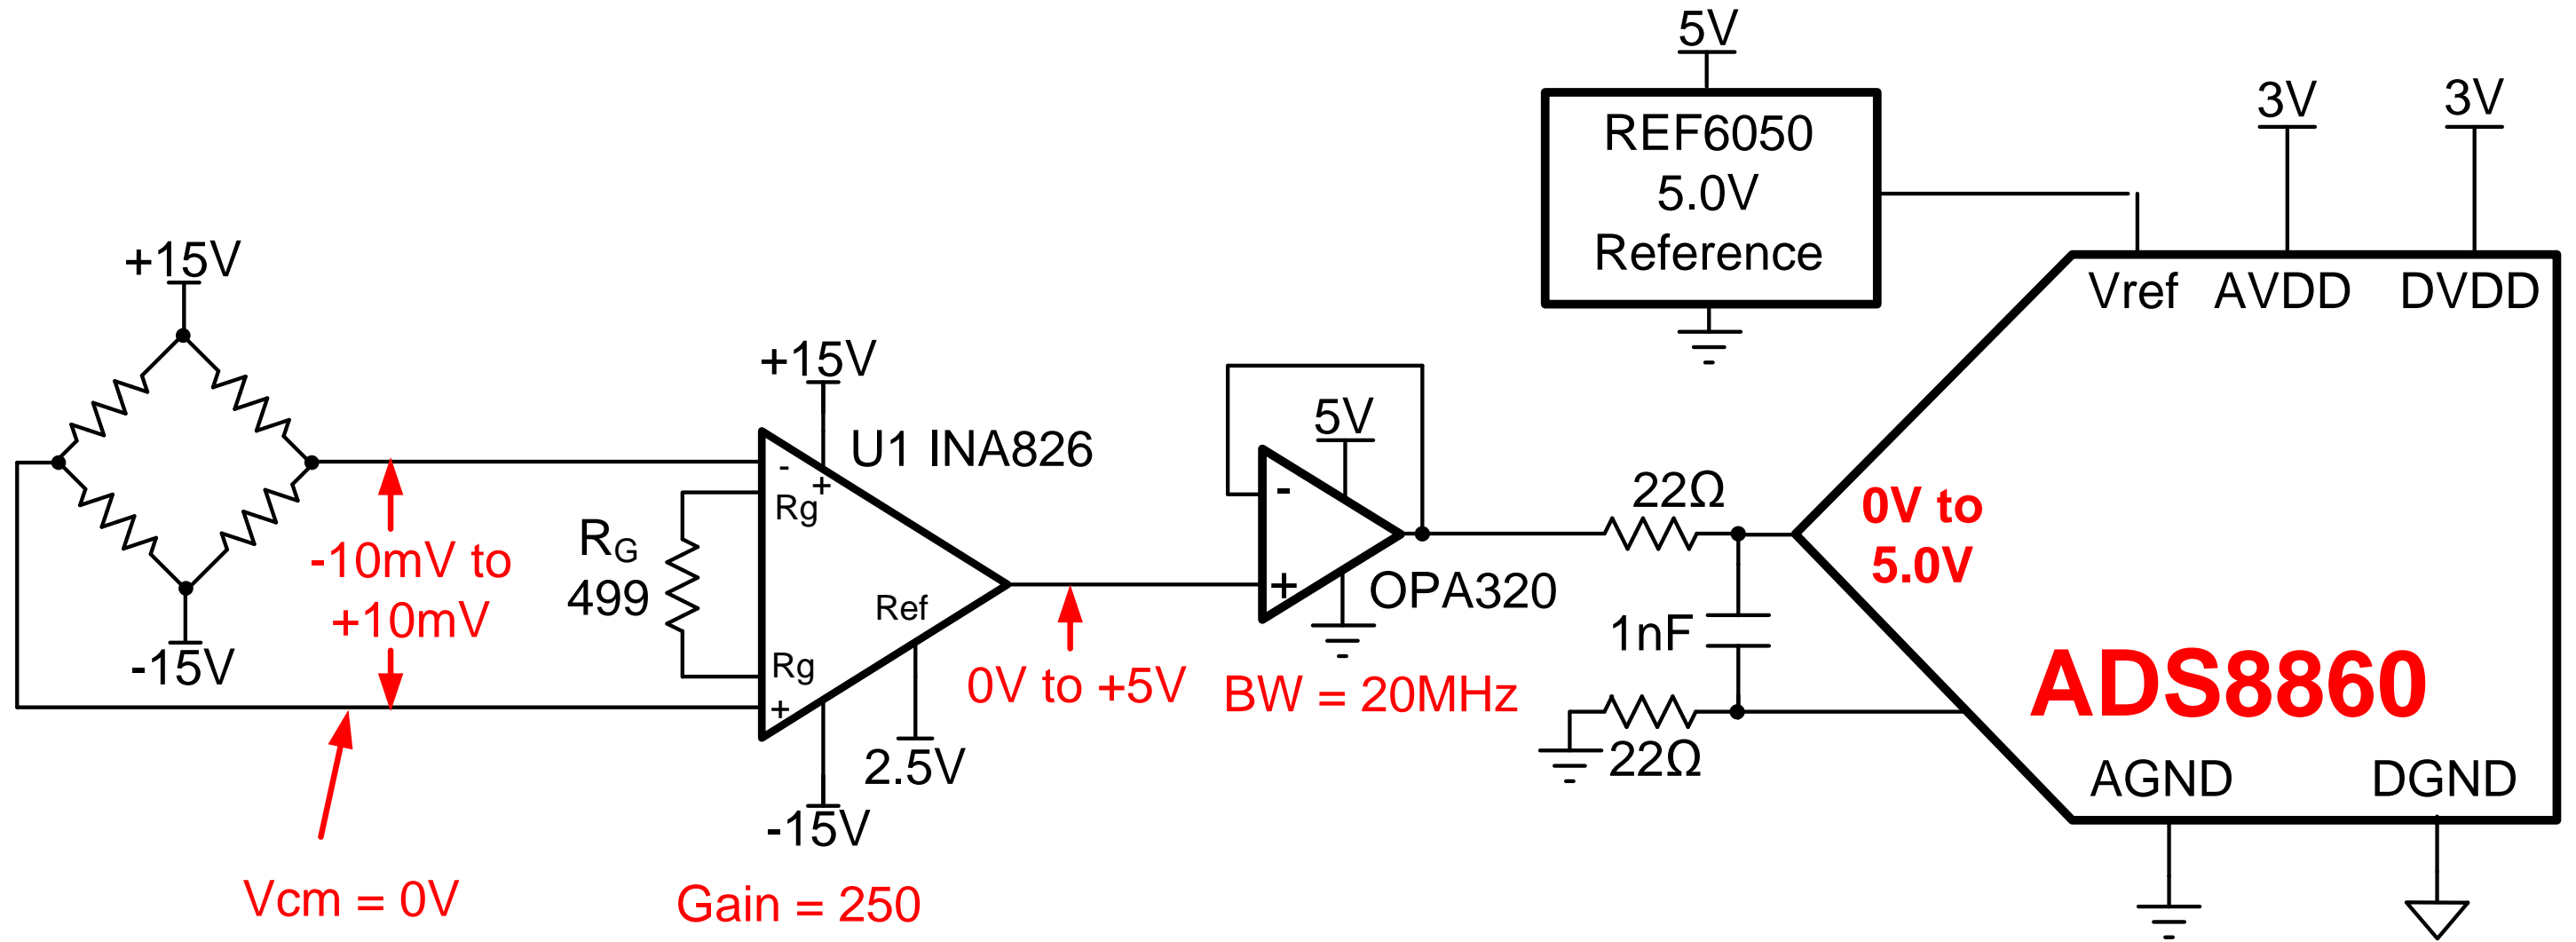 5V
REF6050
5.0V
Reference
3V
3V
Vref
AVDD
DVDD
+15V
-15V
-10mV to
+10mV
Vcm = 0V
+15V
U1 INA826
-
+
Rg
RG
499
Ref
Rg
+
2.5V
-15V
Gain = 250
0V to +5V
5V
-
+
OPA320
BW = 20MHz
22Ω
1nF
22Ω
0V to
5.0V
ADS8860
AGND
DGND